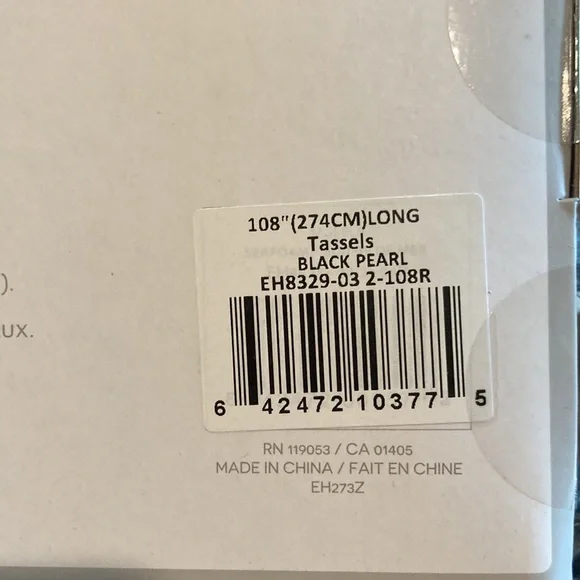 108"(274CM)LONG
Tassels
BLACK PEARL
EH8329-03 2-108R
).
UX.
6 42472 10377 5
RN 119053 / CA 01405
MADE IN CHINA / FAIT EN CHINE
EH273Z